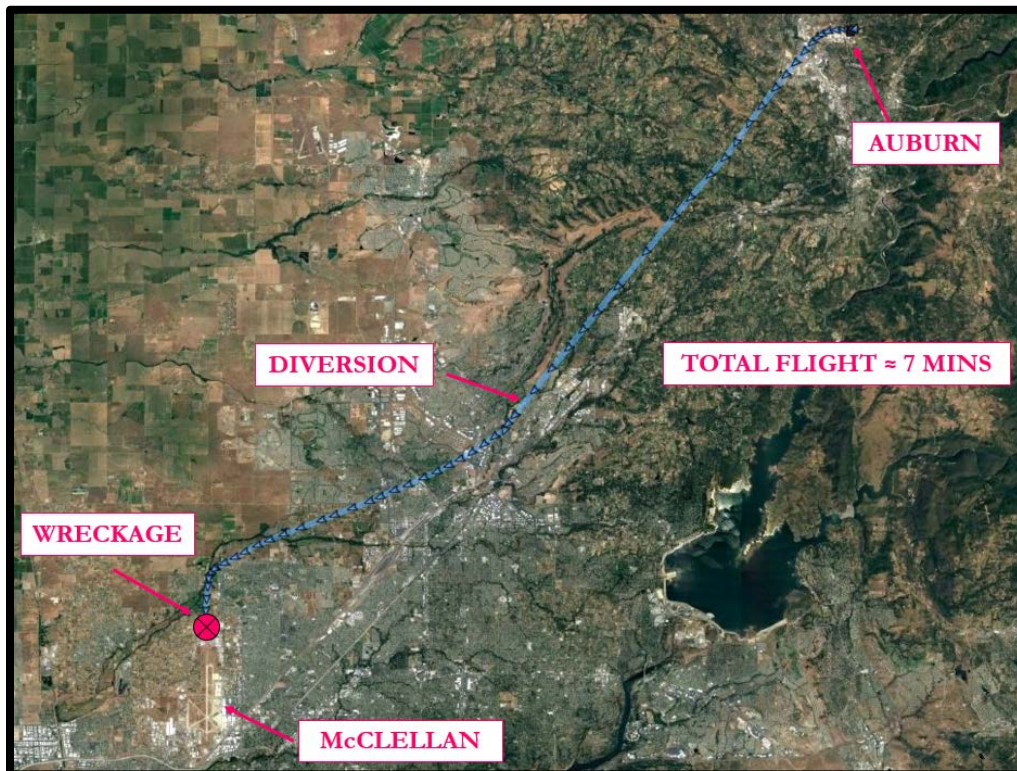 AUBURN
DIVERSION
TOTAL FLIGHT ≈ 7 MINS
WRECKAGE
McCLELLAN